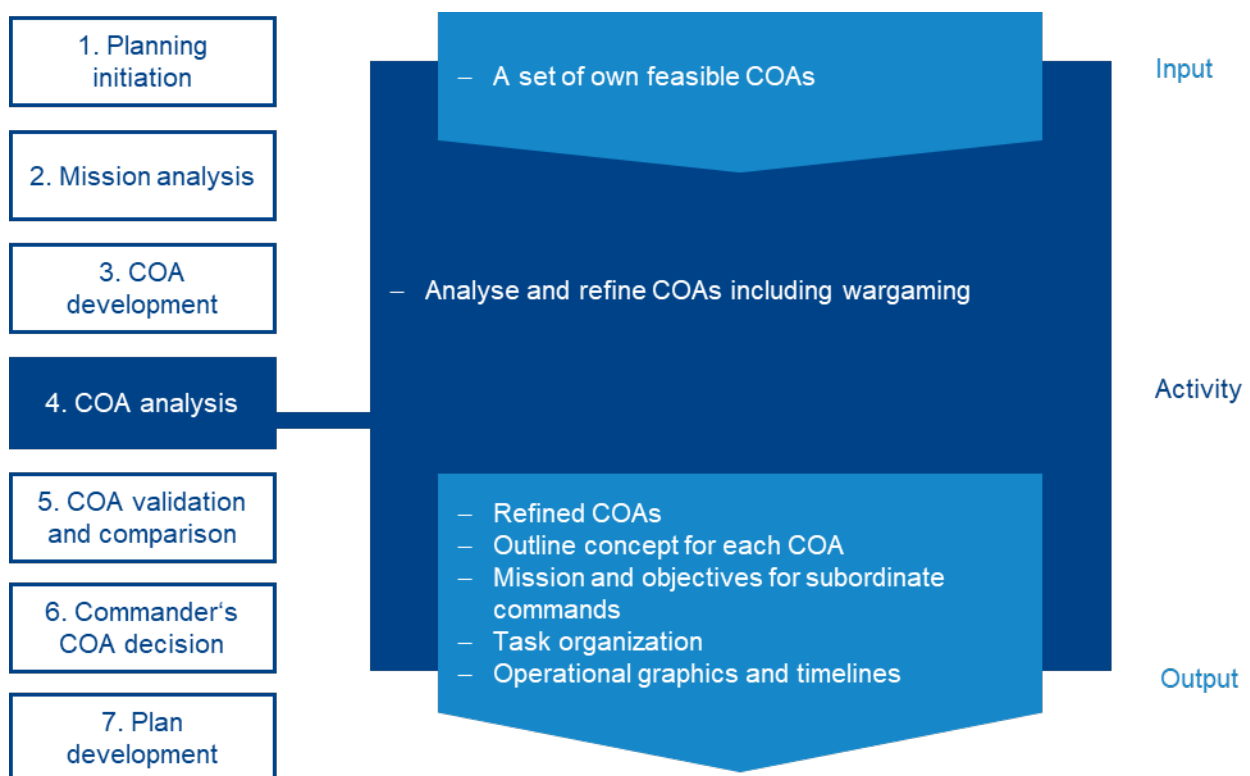 1. Planning
initiation
2. Mission analysis
3. COA
development
4. COA analysis
5. COA validation
and comparison
6. Commander‘s
COA decision
7. Plan
development
– A set of own feasible COAs
– Analyse and refine COAs including wargaming
– Refined COAs
– Outline concept for each COA
– Mission and objectives for subordinate
commands
– Task organization
– Operational graphics and timelines
Input
Activity
Output